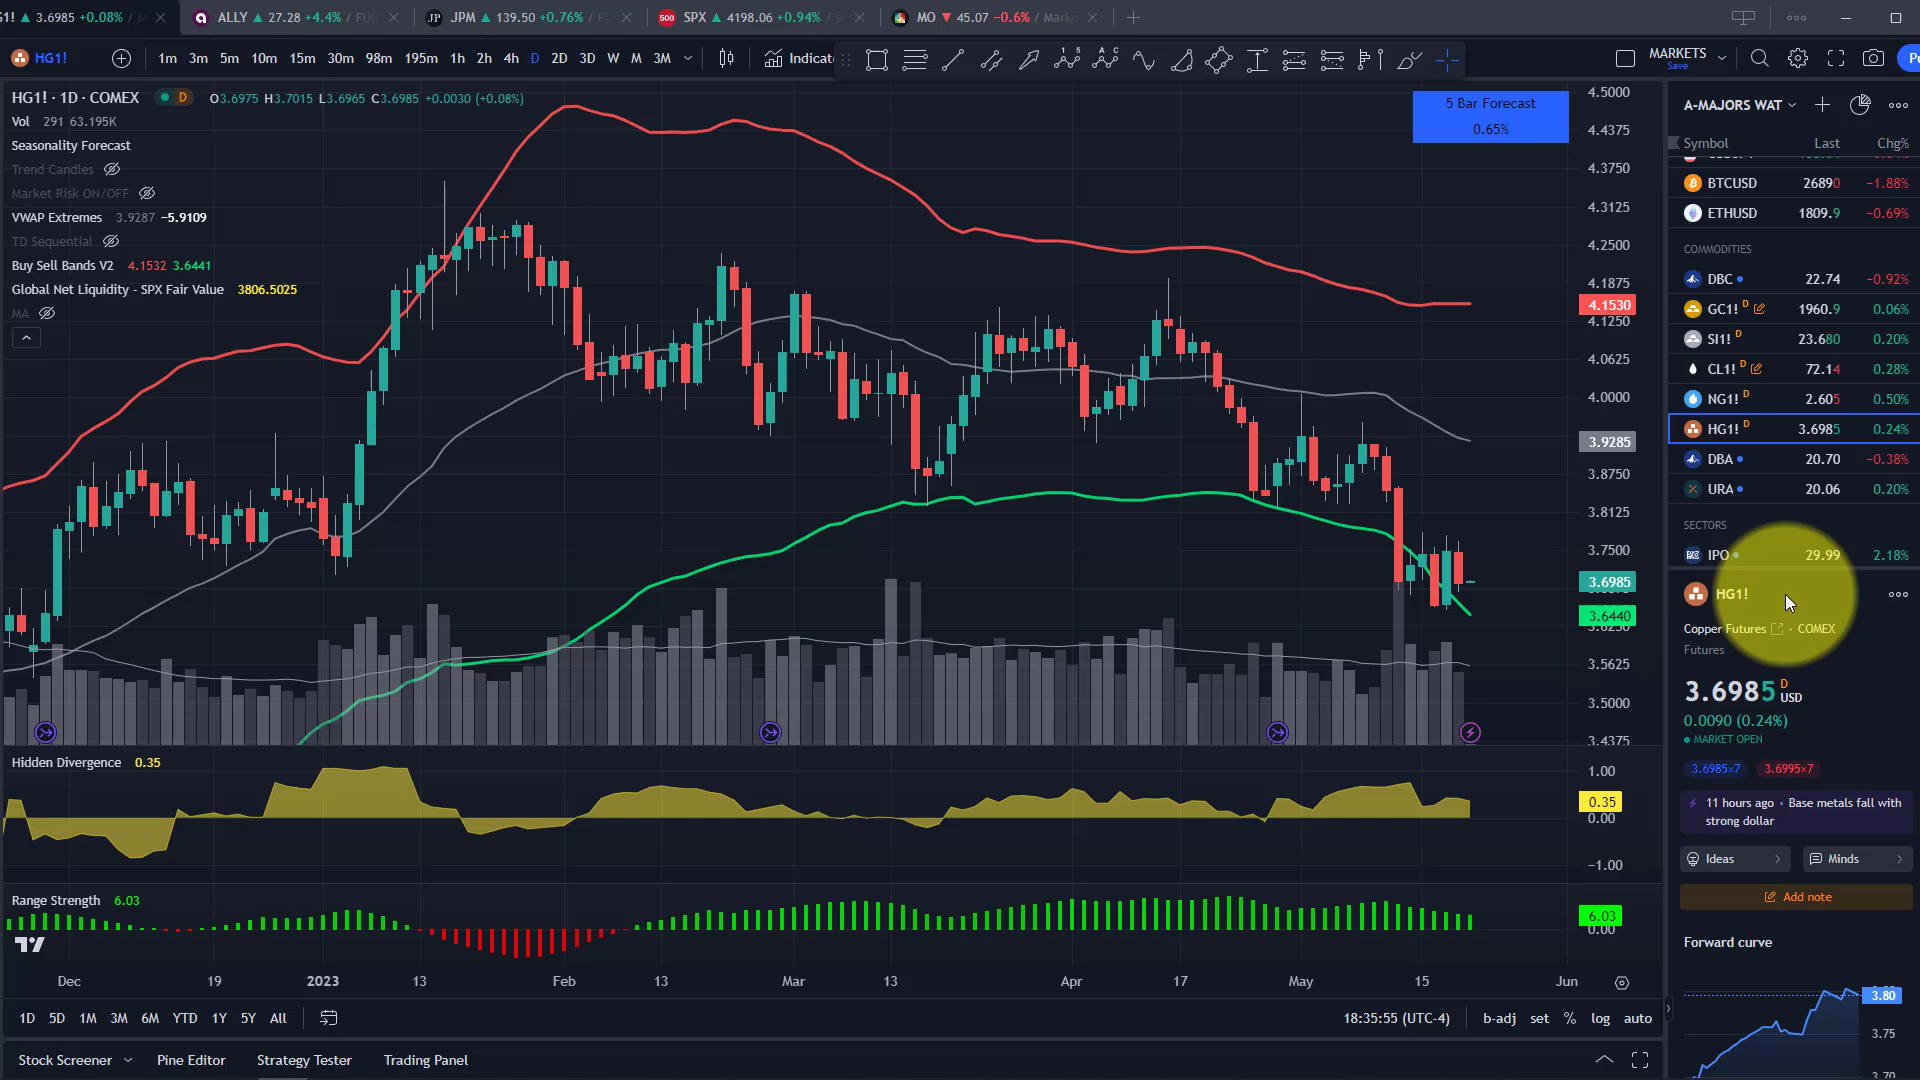 G1! ▲ 3.6985 +0.08% / M
ALLY ▲ 27.28 +4.4% / FUN
JPM ▲ 139.50 +0.76% / FU
SPX ▲ 4198.06 +0.94% / S
MO ▼ 45.07 −0.6% / Marke
HG1!
1m 3m 5m 10m 15m 30m 98m 195m 1h 2h 4h D 2D 3D W M 3M
Indicat
MARKETS
Save
Pu
HG1! · 1D · COMEX D O3.6975 H3.7015 L3.6965 C3.6985 +0.0030 (+0.08%)
Vol 291 63.195K
Seasonality Forecast
Trend Candles
Market Risk ON/OFF
VWAP Extremes 3.9287 −5.9109
TD Sequential
Buy Sell Bands V2 4.1532 3.6441
Global Net Liquidity - SPX Fair Value 3806.5025
MA
5 Bar Forecast
0.65%
4.5000
4.4375
4.3750
4.3125
4.2500
4.1875
4.1530
4.1250
4.0625
4.0000
3.9285
3.8750
3.8125
3.7500
3.6985
3.6440
3.6250
3.5625
3.5000
3.4375
Hidden Divergence 0.35
1.00
0.35
0.00
−1.00
Range Strength 6.03
6.03
0.00
Dec 19 2023 13 Feb 13 Mar 13 Apr 17 May 15 Jun
1D 5D 1M 3M 6M YTD 1Y 5Y All
18:35:55 (UTC-4) b-adj set % log auto
Stock Screener Pine Editor Strategy Tester Trading Panel
A-MAJORS WAT
Symbol Last Chg%
BTCUSD 26890 −1.88%
ETHUSD 1809.9 −0.69%
COMMODITIES
DBC 22.74 −0.92%
GC1! D 1960.9 0.06%
SI1! D 23.680 0.20%
CL1! D 72.14 0.28%
NG1! D 2.605 0.50%
HG1! D 3.6985 0.24%
DBA 20.70 −0.38%
URA 20.06 0.20%
SECTORS
IPO 29.99 2.18%
HG1!
Copper Futures · COMEX
Futures
3.6985 D USD
0.0090 (0.24%)
MARKET OPEN
3.6985×7 3.6995×7
11 hours ago · Base metals fall with
strong dollar
Ideas Minds
Add note
Forward curve
3.80
3.75
3.70